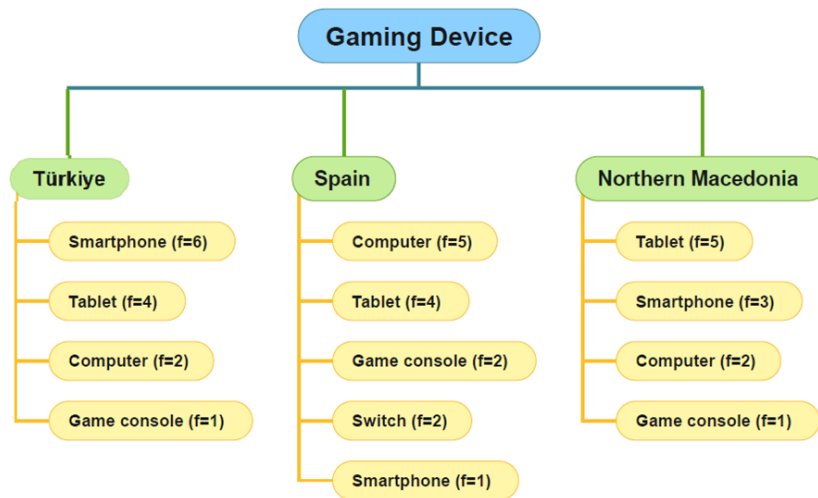 Gaming Device
Türkiye
Smartphone (f=6)
Tablet (f=4)
Computer (f=2)
Game console (f=1)
Spain
Computer (f=5)
Tablet (f=4)
Game console (f=2)
Switch (f=2)
Smartphone (f=1)
Northern Macedonia
Tablet (f=5)
Smartphone (f=3)
Computer (f=2)
Game console (f=1)